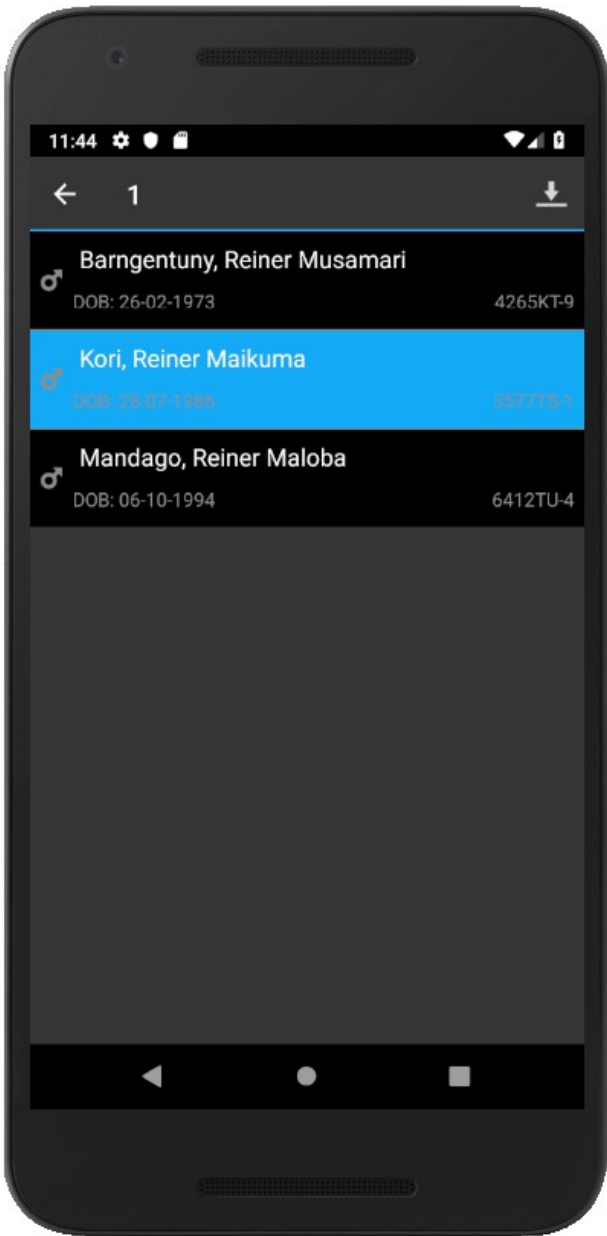 11:44
1
Barngentuny, Reiner Musamari
DOB: 26-02-1973 4265KT-9
Kori, Reiner Maikuma
DOB: 28-07-1986 3577TS-1
Mandago, Reiner Maloba
DOB: 06-10-1994 6412TU-4